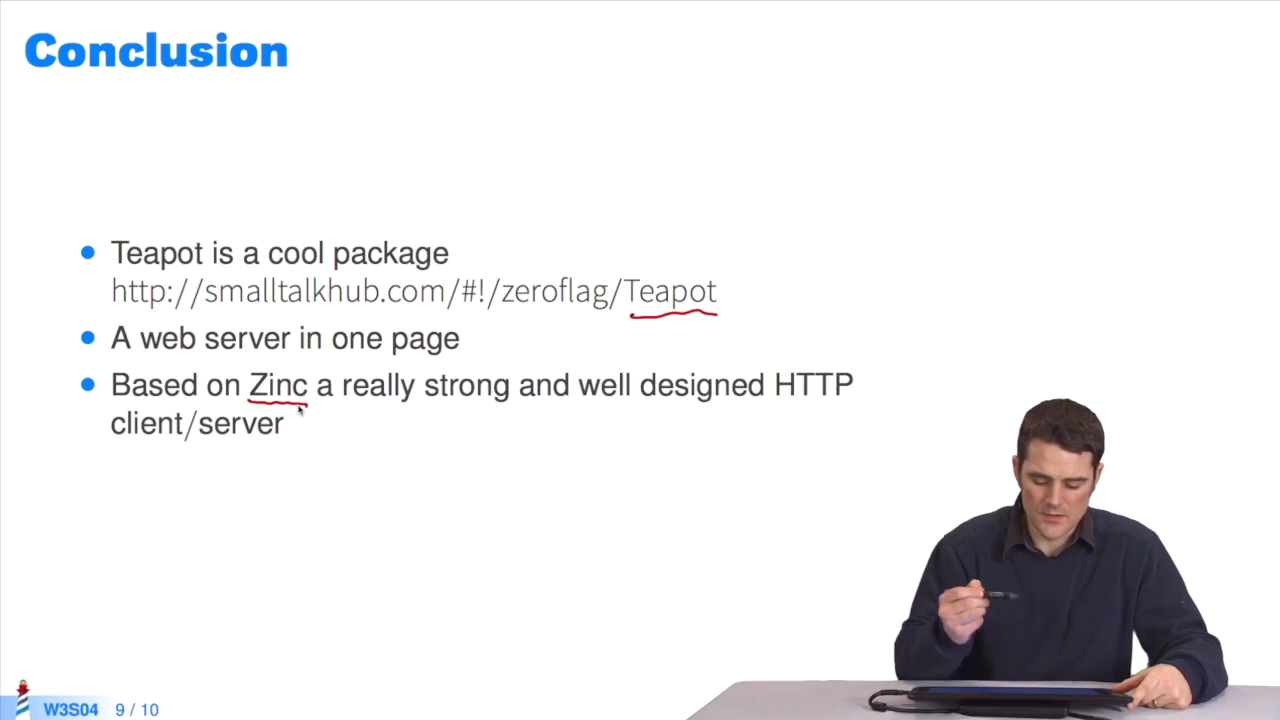 Conclusion
Teapot is a cool package
http://smalltalkhub.com/#!/zeroflag/Teapot
A web server in one page
Based on Zinc a really strong and well designed HTTP
client/server
W3S04 9 / 10